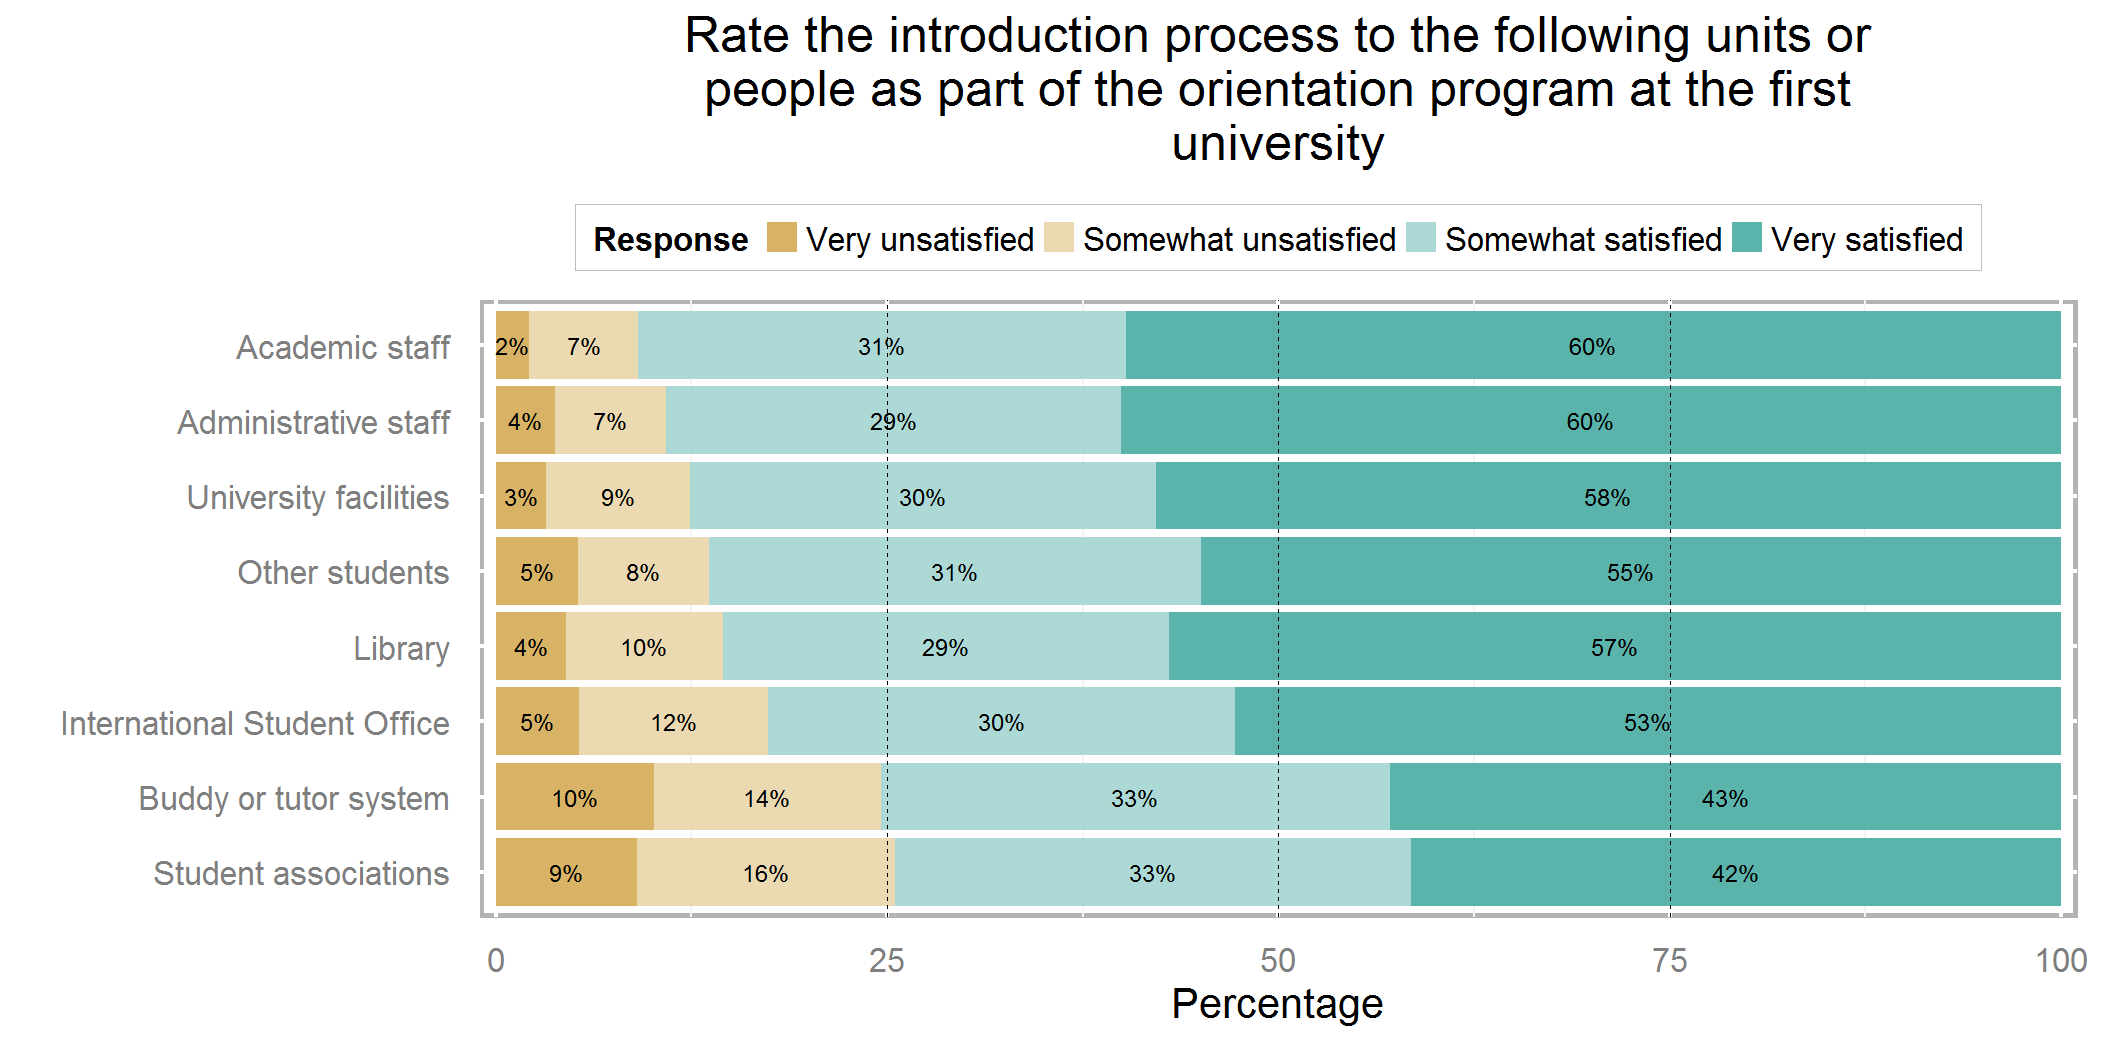 Rate the introduction process to the following units or
people as part of the orientation program at the first
university
Response Very unsatisfied Somewhat unsatisfied Somewhat satisfied Very satisfied
Academic staff 2% 7% 31% 60%
Administrative staff 4% 7% 29% 60%
University facilities 3% 9% 30% 58%
Other students 5% 8% 31% 55%
Library 4% 10% 29% 57%
International Student Office 5% 12% 30% 53%
Buddy or tutor system 10% 14% 33% 43%
Student associations 9% 16% 33% 42%
0 25 50 75 100
Percentage